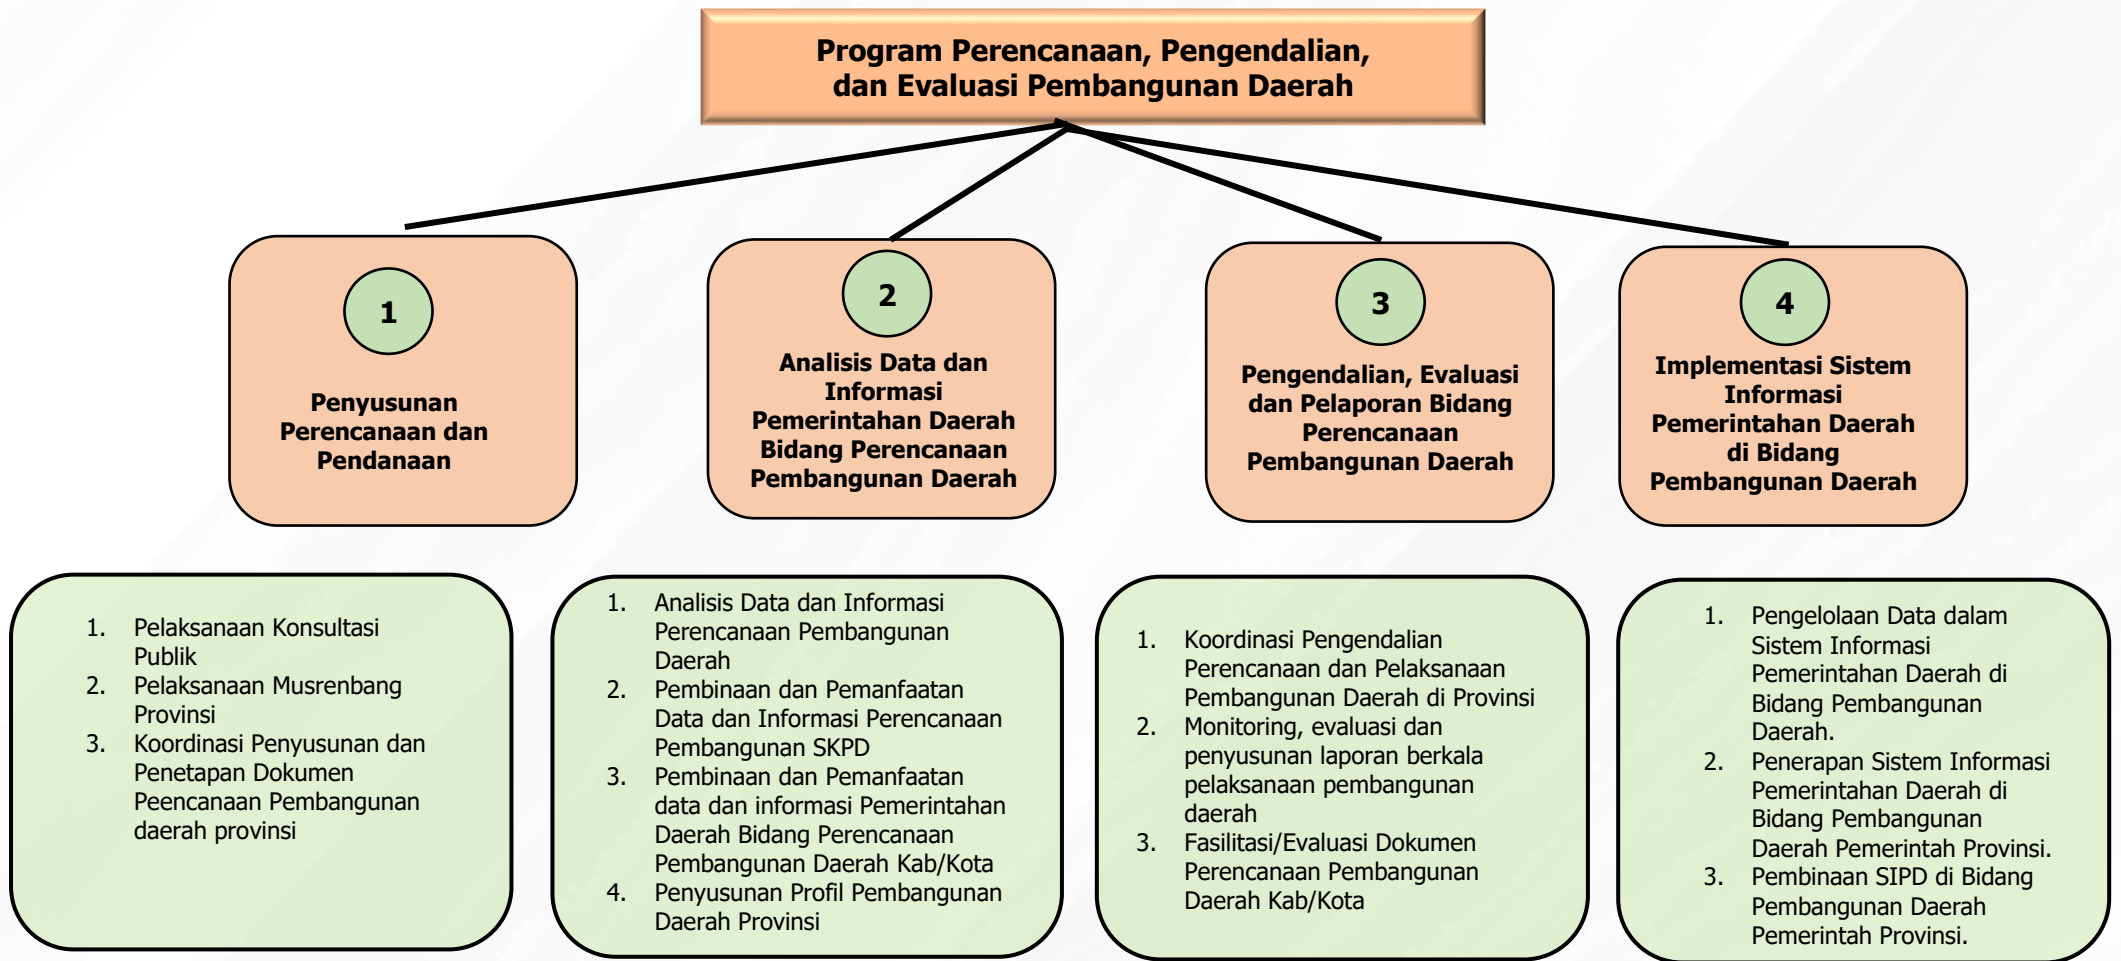 Program Perencanaan, Pengendalian,
dan Evaluasi Pembangunan Daerah
1
Penyusunan
Perencanaan dan
Pendanaan
2
Analisis Data dan
Informasi
Pemerintahan Daerah
Bidang Perencanaan
Pembangunan Daerah
3
Pengendalian, Evaluasi
dan Pelaporan Bidang
Perencanaan
Pembangunan Daerah
4
Implementasi Sistem
Informasi
Pemerintahan Daerah
di Bidang
Pembangunan Daerah
1. Pelaksanaan Konsultasi
Publik
2. Pelaksanaan Musrenbang
Provinsi
3. Koordinasi Penyusunan dan
Penetapan Dokumen
Peencanaan Pembangunan
daerah provinsi
1. Analisis Data dan Informasi
Perencanaan Pembangunan
Daerah
2. Pembinaan dan Pemanfaatan
Data dan Informasi Perencanaan
Pembangunan SKPD
3. Pembinaan dan Pemanfaatan
data dan informasi Pemerintahan
Daerah Bidang Perencanaan
Pembangunan Daerah Kab/Kota
4. Penyusunan Profil Pembangunan
Daerah Provinsi
1. Koordinasi Pengendalian
Perencanaan dan Pelaksanaan
Pembangunan Daerah di Provinsi
2. Monitoring, evaluasi dan
penyusunan laporan berkala
pelaksanaan pembangunan
daerah
3. Fasilitasi/Evaluasi Dokumen
Perencanaan Pembangunan
Daerah Kab/Kota
1. Pengelolaan Data dalam
Sistem Informasi
Pemerintahan Daerah di
Bidang Pembangunan
Daerah.
2. Penerapan Sistem Informasi
Pemerintahan Daerah di
Bidang Pembangunan
Daerah Pemerintah Provinsi.
3. Pembinaan SIPD di Bidang
Pembangunan Daerah
Pemerintah Provinsi.